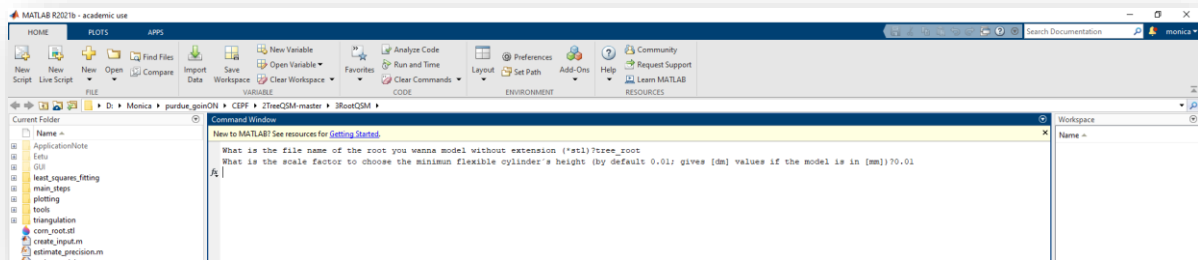 MATLAB R2021b - academic use
HOME PLOTS APPS
Search Documentation monica
New Script
New Live Script
New
Open
Find Files
Compare
Import Data
Save Workspace
New Variable
Open Variable
Clear Workspace
Favorites
Analyze Code
Run and Time
Clear Commands
Layout
Preferences
Set Path
Add-Ons
Help
Community
Request Support
Learn MATLAB
FILE VARIABLE CODE ENVIRONMENT RESOURCES
D: Monica purdue_goinON CEPF 2TreeQSM-master 3RootQSM
Current Folder
Name
ApplicationNote
Eetu
GUI
least_squares_fitting
main_steps
plotting
tools
triangulation
corn_root.stl
create_input.m
estimate_precision.m
Command Window
New to MATLAB? See resources for Getting Started.
What is the file name of the root you wanna model without extension (*stl)?tree_root
What is the scale factor to choose the minimun flexible cylinder's height (by default 0.01; gives [dm] values if the model is in [mm])?0.01
fx
Workspace
Name